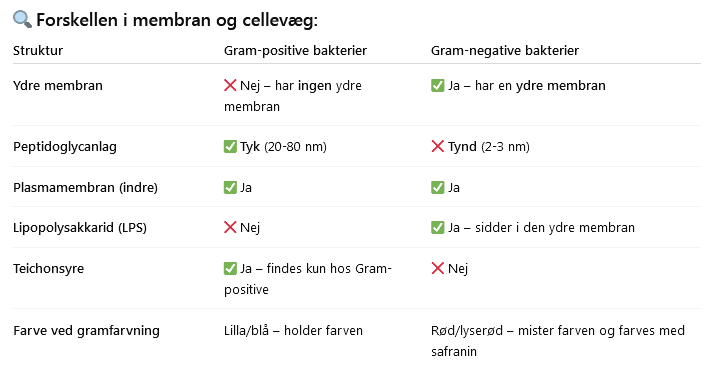 🔍 Forskellen i membran og cellevæg:
Struktur Gram-positive bakterier Gram-negative bakterier
Ydre membran ❌ Nej – har ingen ydre membran ✅ Ja – har en ydre membran
Peptidoglycanlag ✅ Tyk (20-80 nm) ❌ Tynd (2-3 nm)
Plasmamembran (indre) ✅ Ja ✅ Ja
Lipopolysakkarid (LPS) ❌ Nej ✅ Ja – sidder i den ydre membran
Teichonsyre ✅ Ja – findes kun hos Gram-positive ❌ Nej
Farve ved gramfarvning Lilla/blå – holder farven Rød/lyserød – mister farven og farves med safranin